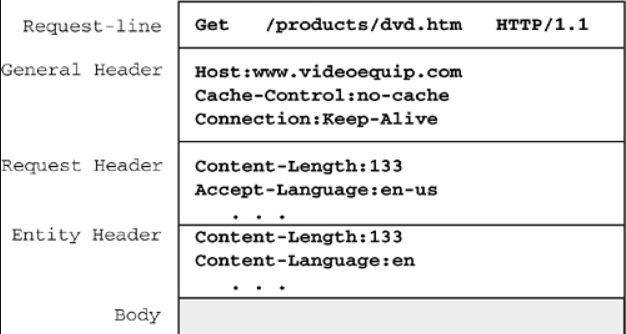 Request-line Get /products/dvd.htm HTTP/1.1
General Header Host:www.videoequip.com
Cache-Control:no-cache
Connection:Keep-Alive
Request Header Content-Length:133
Accept-Language:en-us
. . .
Entity Header Content-Length:133
Content-Language:en
. . .
Body